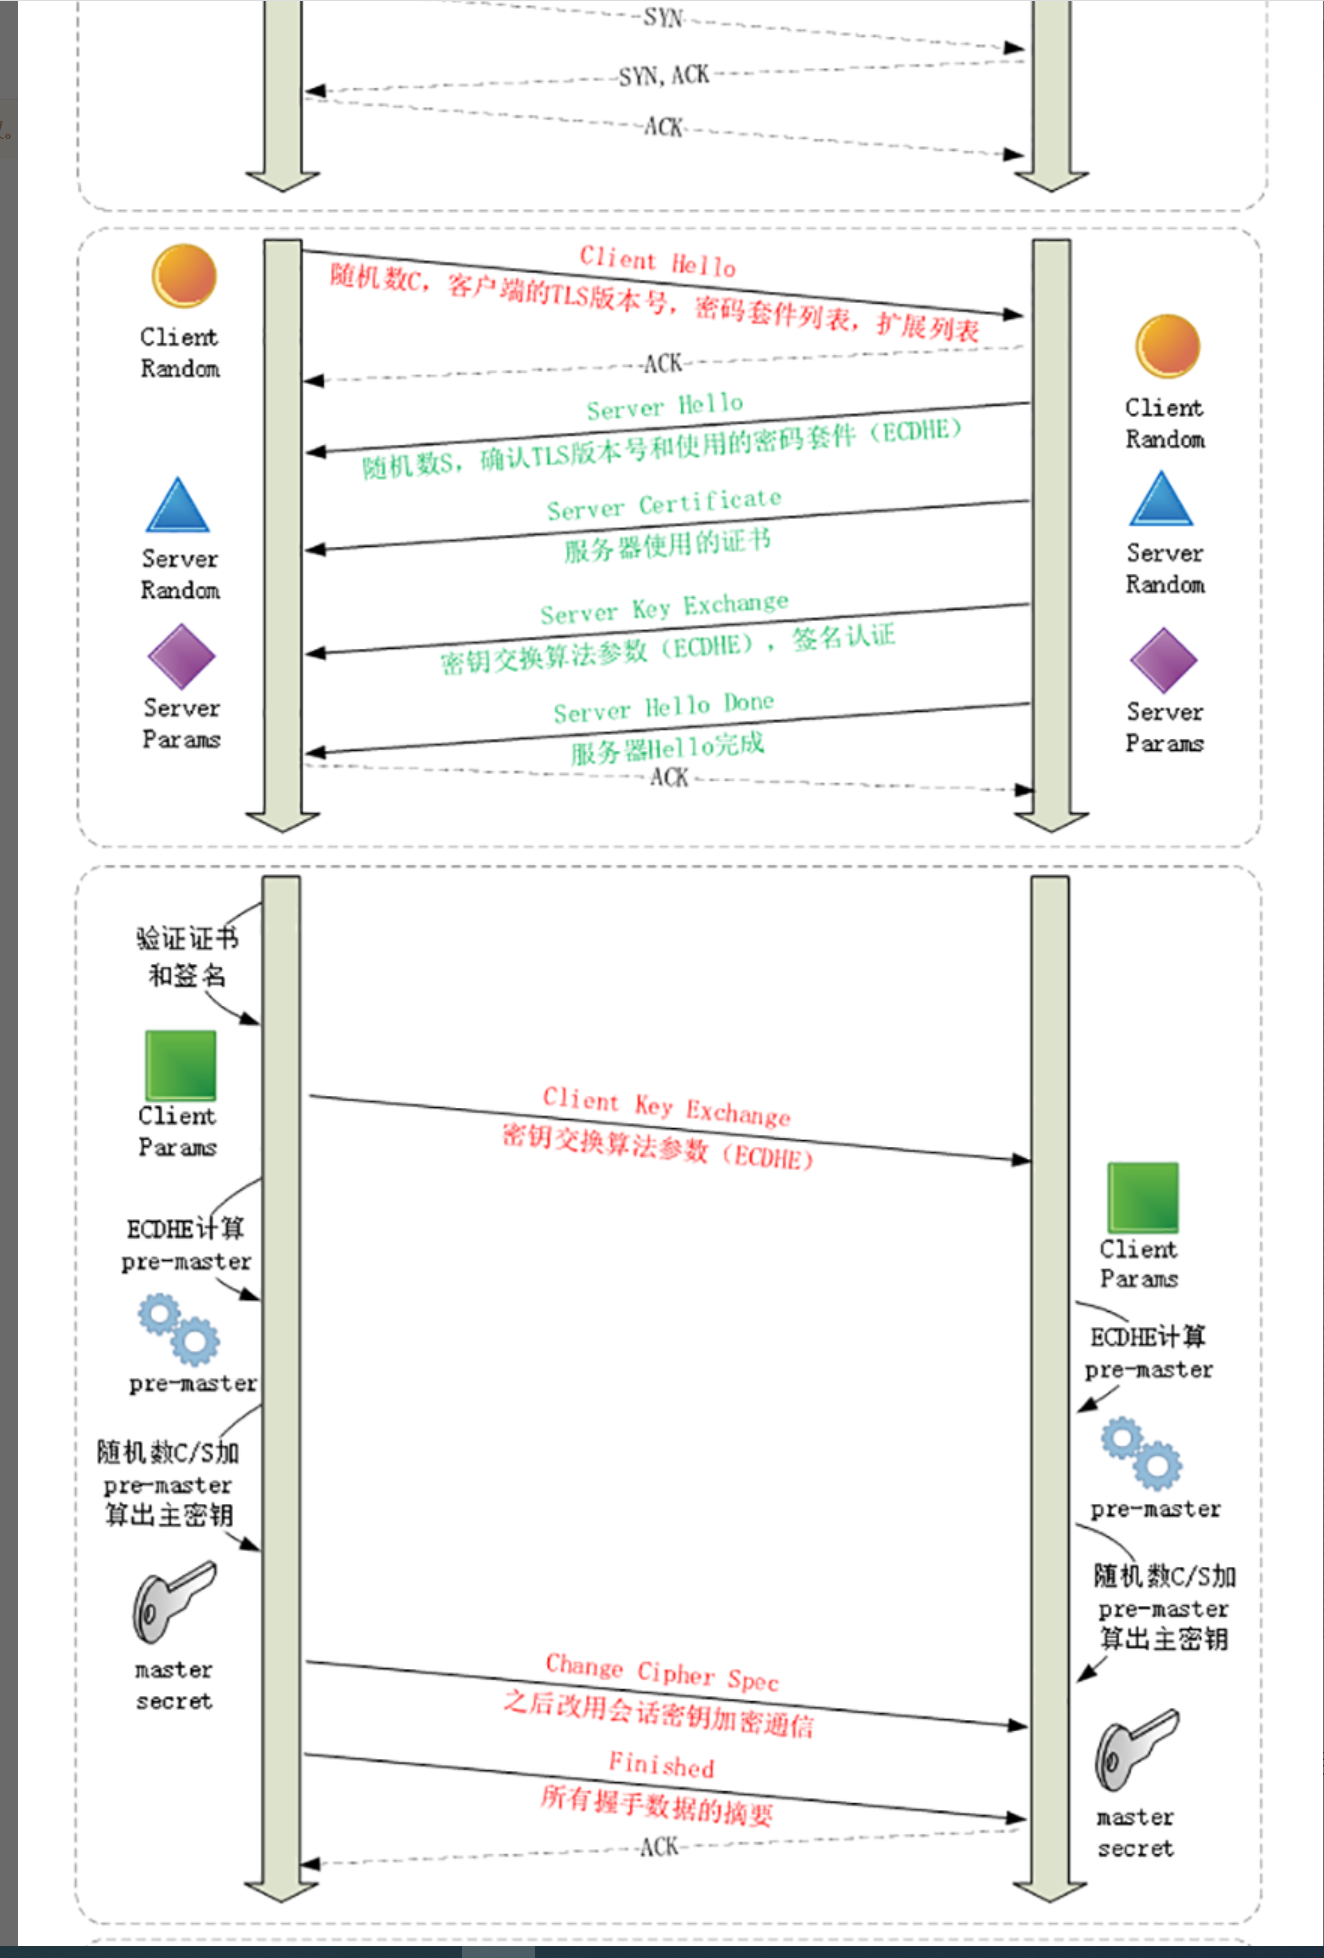 SYN
SYN, ACK
ACK
Client Hello
随机数C，客户端的TLS版本号，密码套件列表，扩展列表
Client
Random
ACK
Server Hello
随机数S，确认TLS版本号和使用的密码套件（ECDHE）
Client
Random
Server Certificate
服务器使用的证书
Server
Random
Server
Random
Server Key Exchange
密钥交换算法参数（ECDHE），签名认证
Server
Params
Server
Params
Server Hello Done
服务器Hello完成
ACK
验证证书
和签名
Client
Params
Client Key Exchange
密钥交换算法参数（ECDHE）
Client
Params
ECDHE计算
pre-master
ECDHE计算
pre-master
pre-master
pre-master
随机数C/S加
pre-master
算出主密钥
随机数C/S加
pre-master
算出主密钥
master
secret
Change Cipher Spec
之后改用会话密钥加密通信
Finished
所有握手数据的摘要
master
secret
ACK